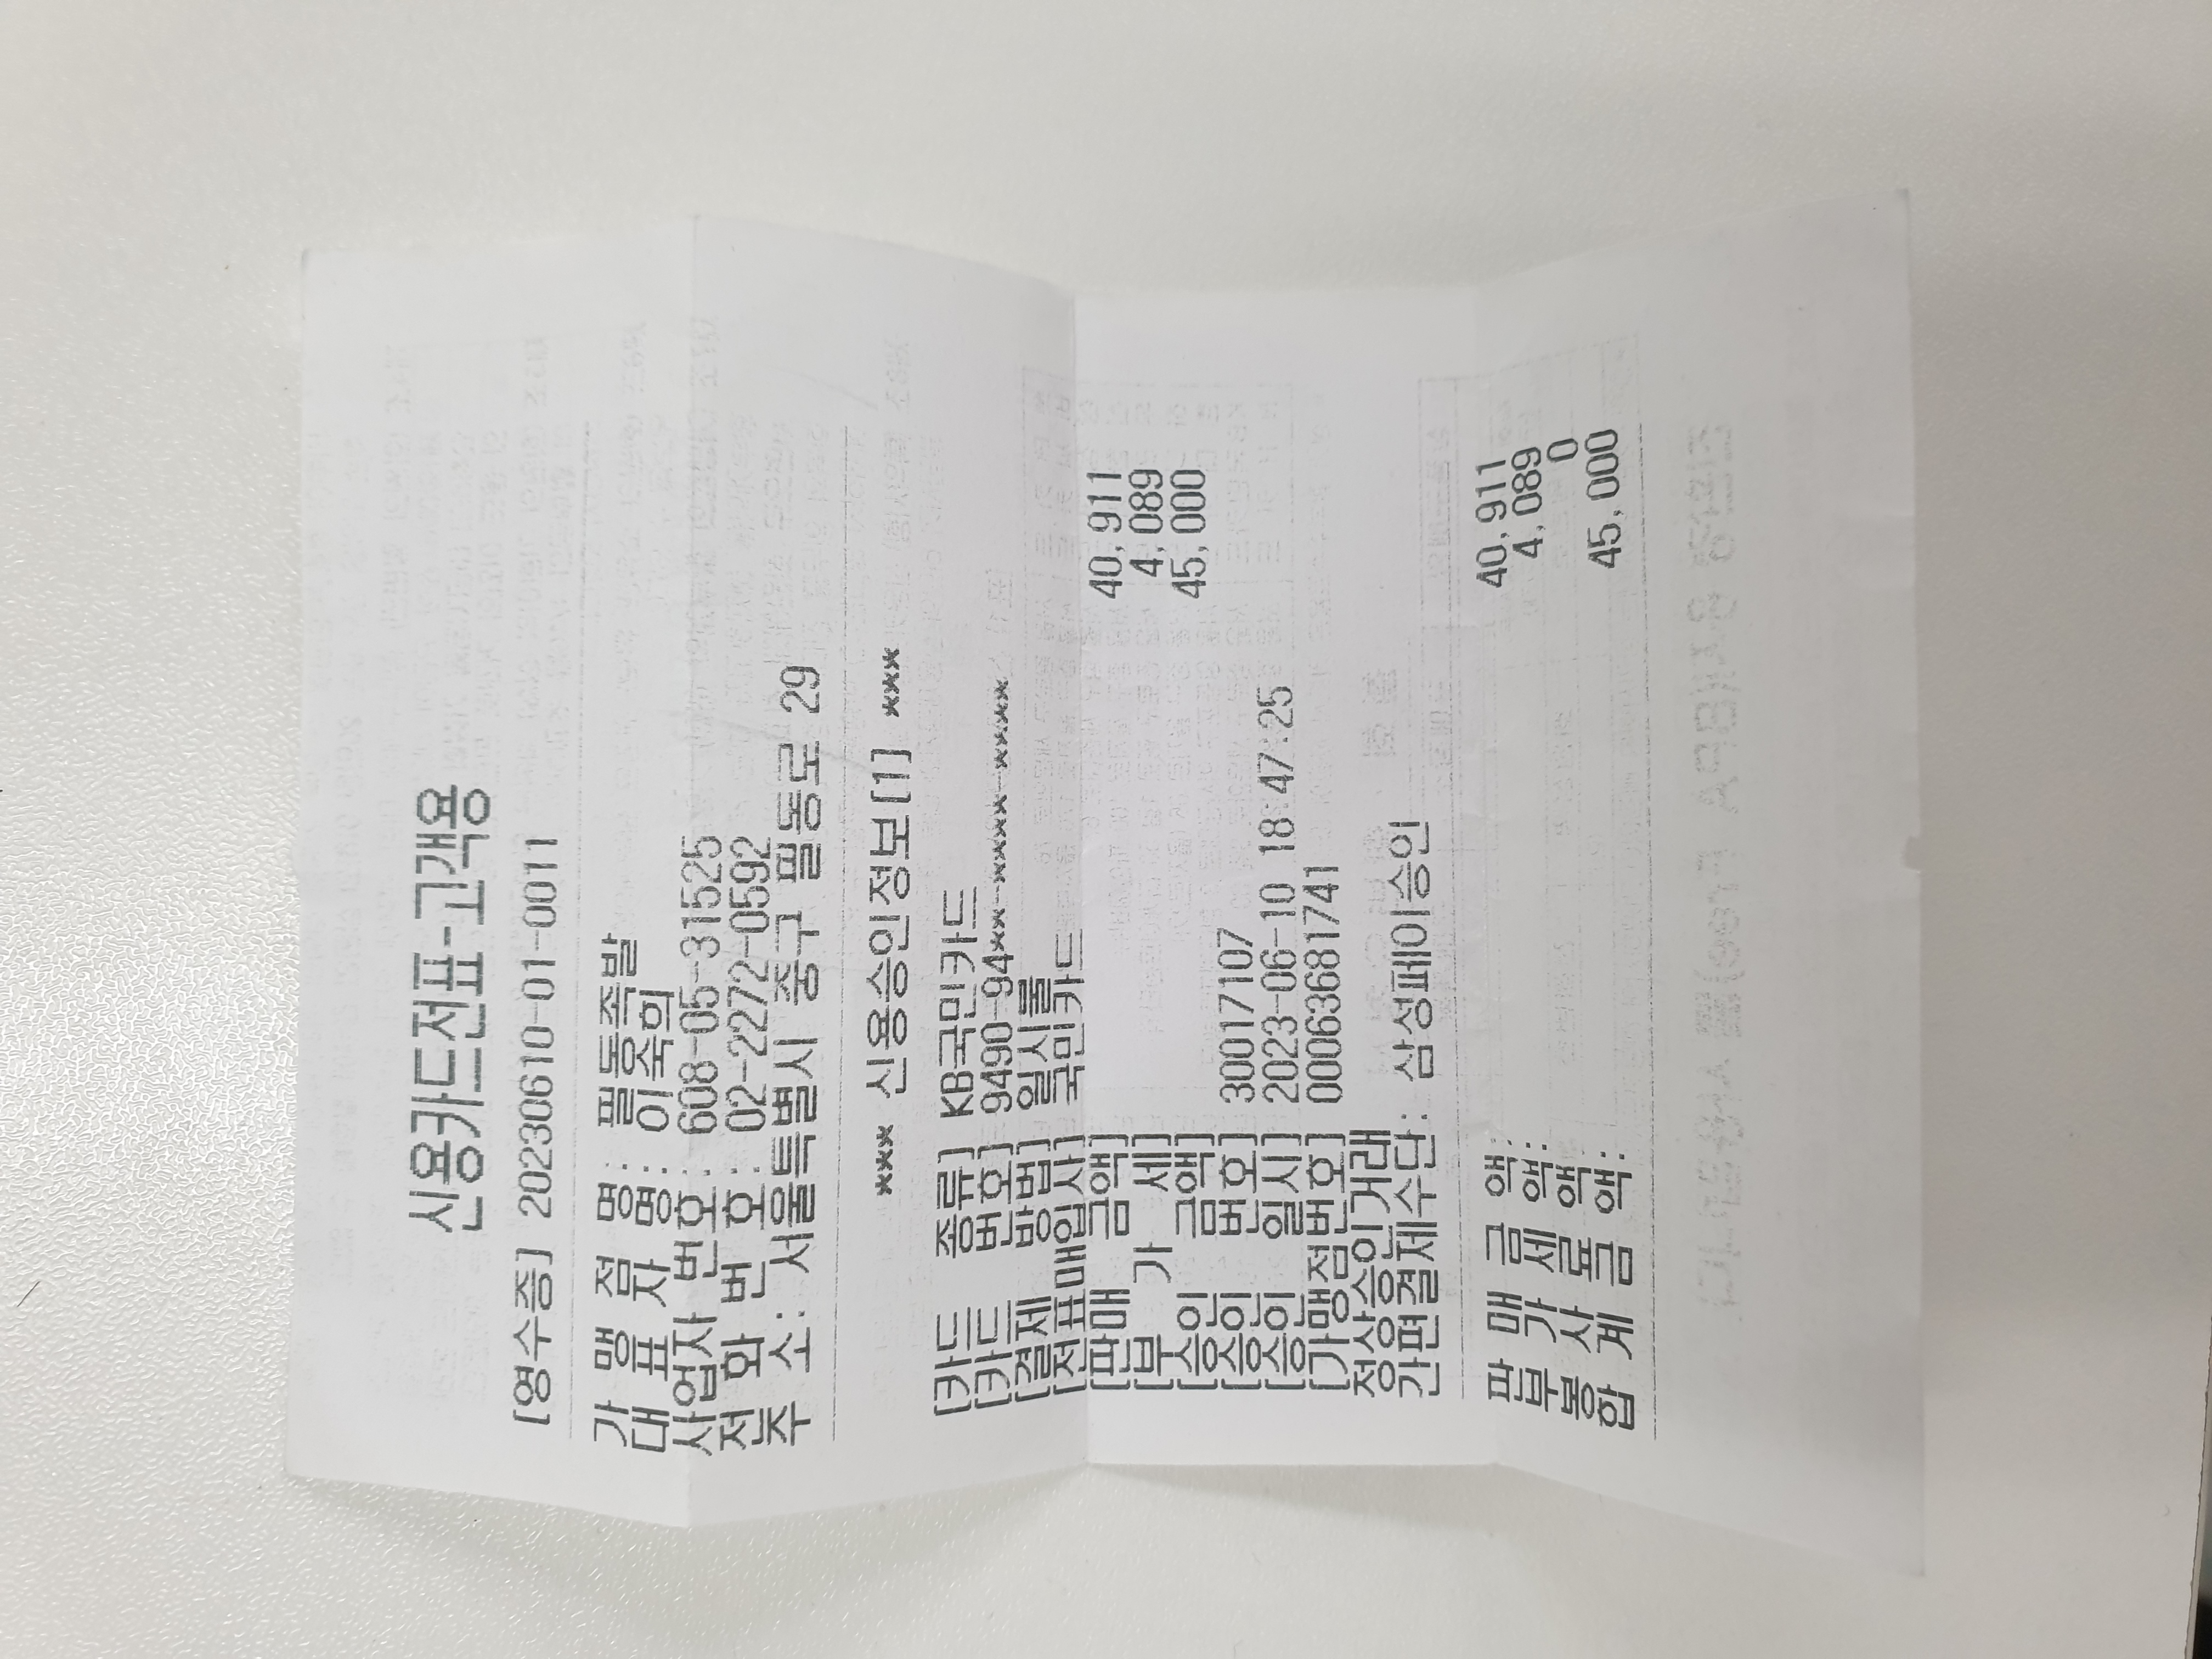 신용카드전표-고객용
[영수증] 20230610-01-0011
가 맹 점 명: 필동족발
대 표 자 명: 이숙희
사업자 번호: 608-05-31525
전 화 번 호: 02-2272-0592
주 소: 서울특별시 중구 필동로 29
*** 신용승인정보[1] ***
[카드 종류] KB국민카드
[카드 번호] 9490-94**-****-****
[결제 방법] 일시불
[전표매입사] 국민카드
[판매 금액] 40,911
[부 가 세] 4,089
[승인 금액] 45,000
[승인 번호] 30017107
[승인 일시] 2023-06-10 18:47:25
[가맹점번호] 00063681741
정상승인거래
간편결제수단: 삼성페이승인
판 매 금 액: 40,911
부 가 세 액: 4,089
봉 사 료 액: 0
합 계 금 액: 45,000